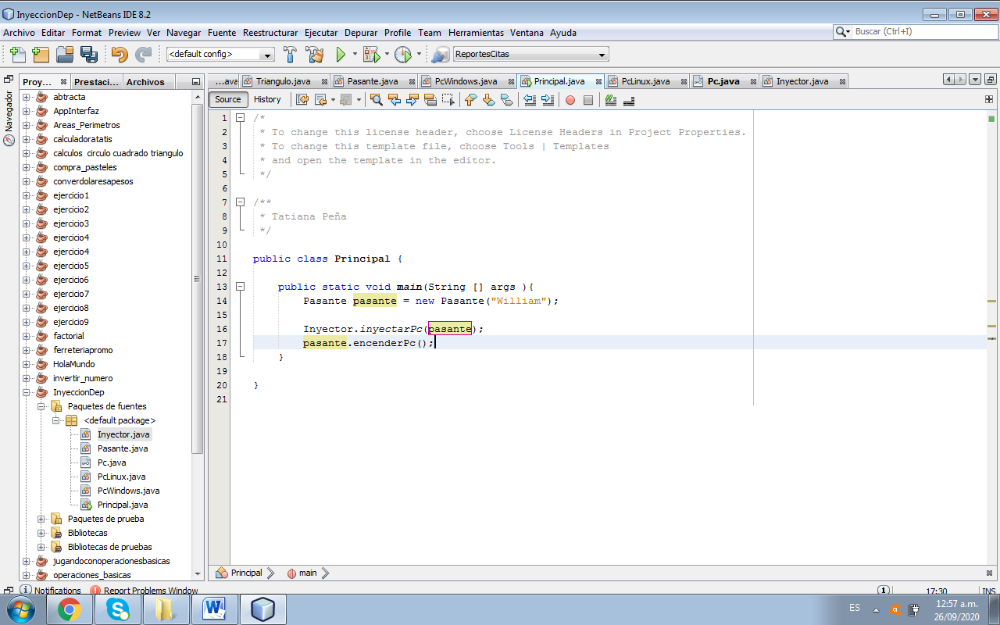 InyeccionDep - NetBeans IDE 8.2
Archivo Editar Format Preview Ver Navegar Fuente Reestructurar Ejecutar Depurar Profile Team Herramientas Ventana Ayuda
Buscar (Ctrl+I)
<default config>
ReportesCitas
Proy... Prestaci... Archivos
...ava Triangulo.java Pasante.java PcWindows.java Principal.java PcLinux.java Pc.java Inyector.java
Source History
Navegador
abtracta
AppInterfaz
Areas_Perimetros
calculadoratatis
calculos circulo cuadrado triangulo
compra_pasteles
converdolaresapesos
ejercicio1
ejercicio2
ejercicio3
ejercicio4
ejercicio4
ejercicio5
ejercicio6
ejercicio7
ejercicio8
ejercicio9
factorial
ferreteriapromo
HolaMundo
invertir_numero
InyeccionDep
Paquetes de fuentes
<default package>
Inyector.java
Pasante.java
Pc.java
PcLinux.java
PcWindows.java
Principal.java
Paquetes de prueba
Bibliotecas
Bibliotecas de pruebas
jugandoconoperacionesbasicas
operaciones_basicas
1 /*
2 * To change this license header, choose License Headers in Project Properties.
3 * To change this template file, choose Tools | Templates
4 * and open the template in the editor.
5 */
6
7 /**
8 * Tatiana Peña
9 */
10
11 public class Principal {
12
13 public static void main(String [] args ){
14 Pasante pasante = new Pasante("William");
15
16 Inyector.inyectarPc(pasante);
17 pasante.encenderPc();
18 }
19
20 }
21
Principal main
Notifications Report Problems Window
1 17:30 INS
ES 12:57 a.m.
26/09/2020